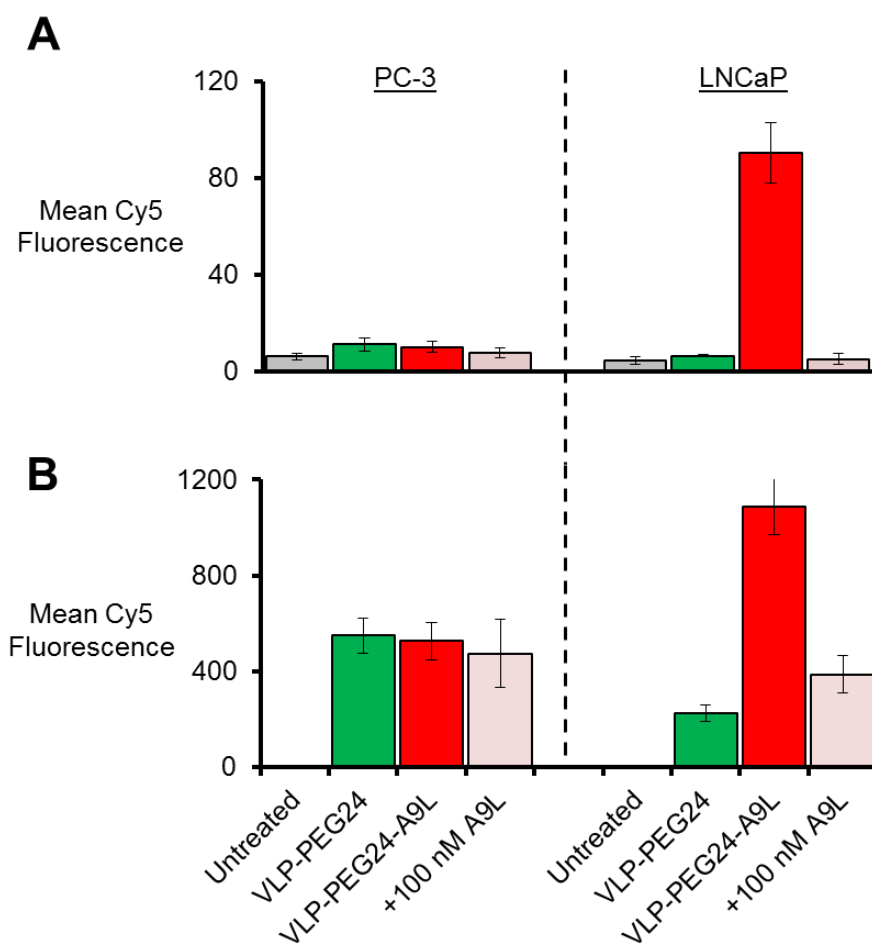 A
PC-3
LNCaP
120
80
40
0
Mean Cy5
Fluorescence
B
1200
800
400
0
Mean Cy5
Fluorescence
Untreated
VLP-PEG24
VLP-PEG24-A9L
+100 nM A9L
Untreated
VLP-PEG24
VLP-PEG24-A9L
+100 nM A9L